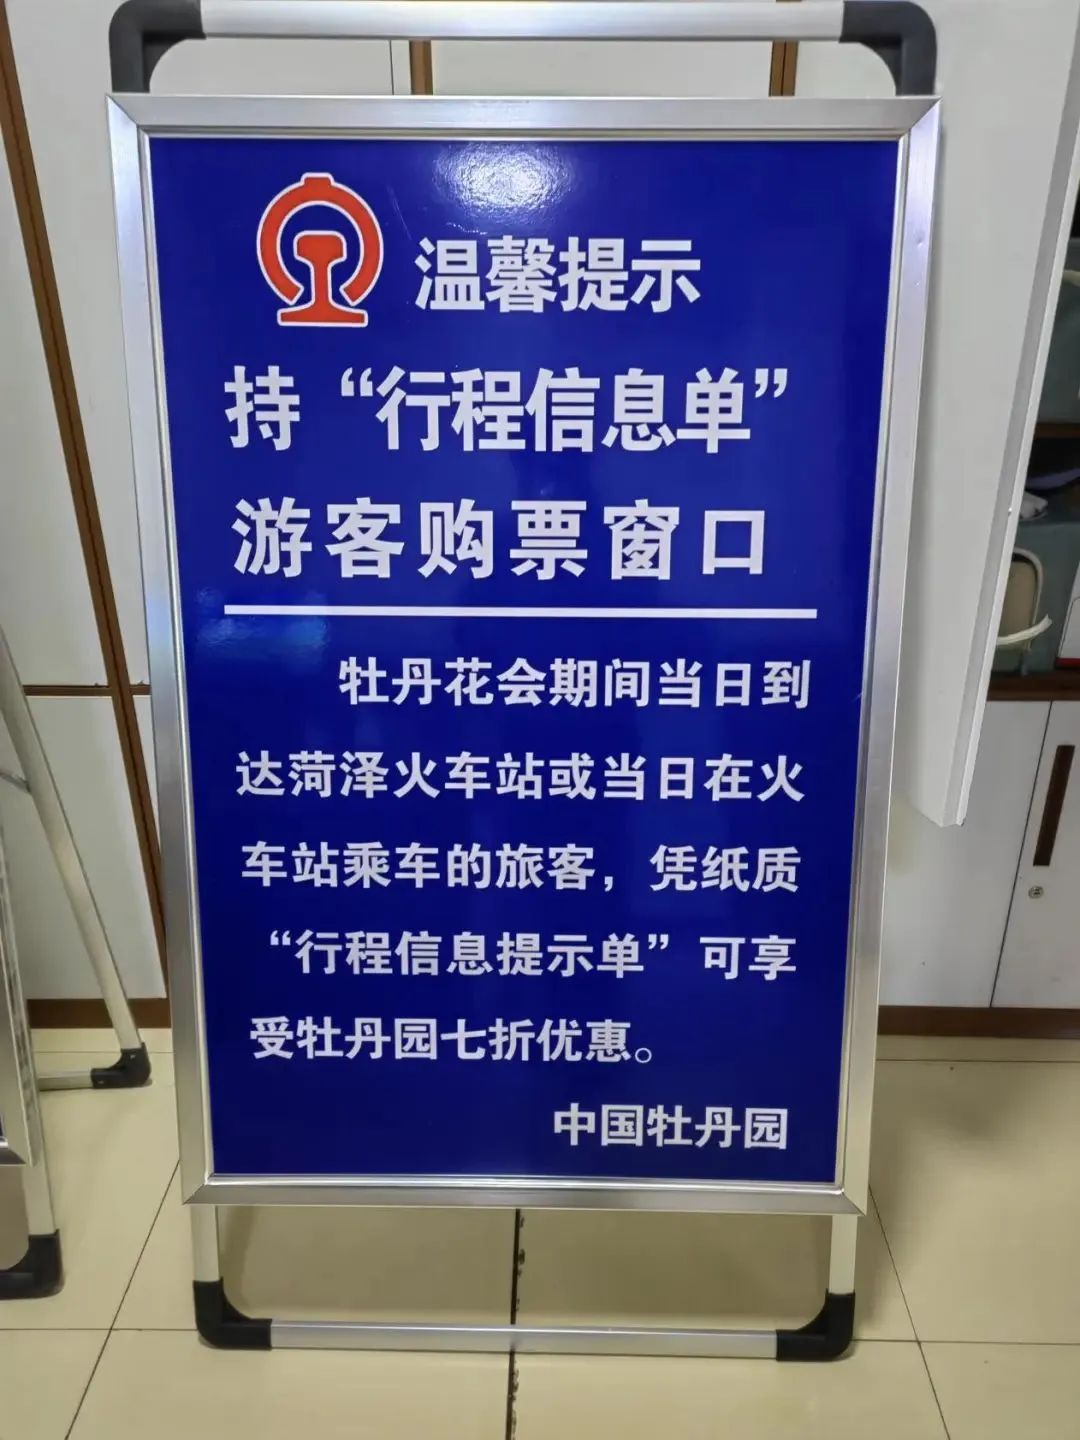 温馨提示
持“行程信息单”
游客购票窗口
牡丹花会期间当日到
达菏泽火车站或当日在火
车站乘车的旅客，凭纸质
“行程信息提示单”可享
受牡丹园七折优惠。
中国牡丹园